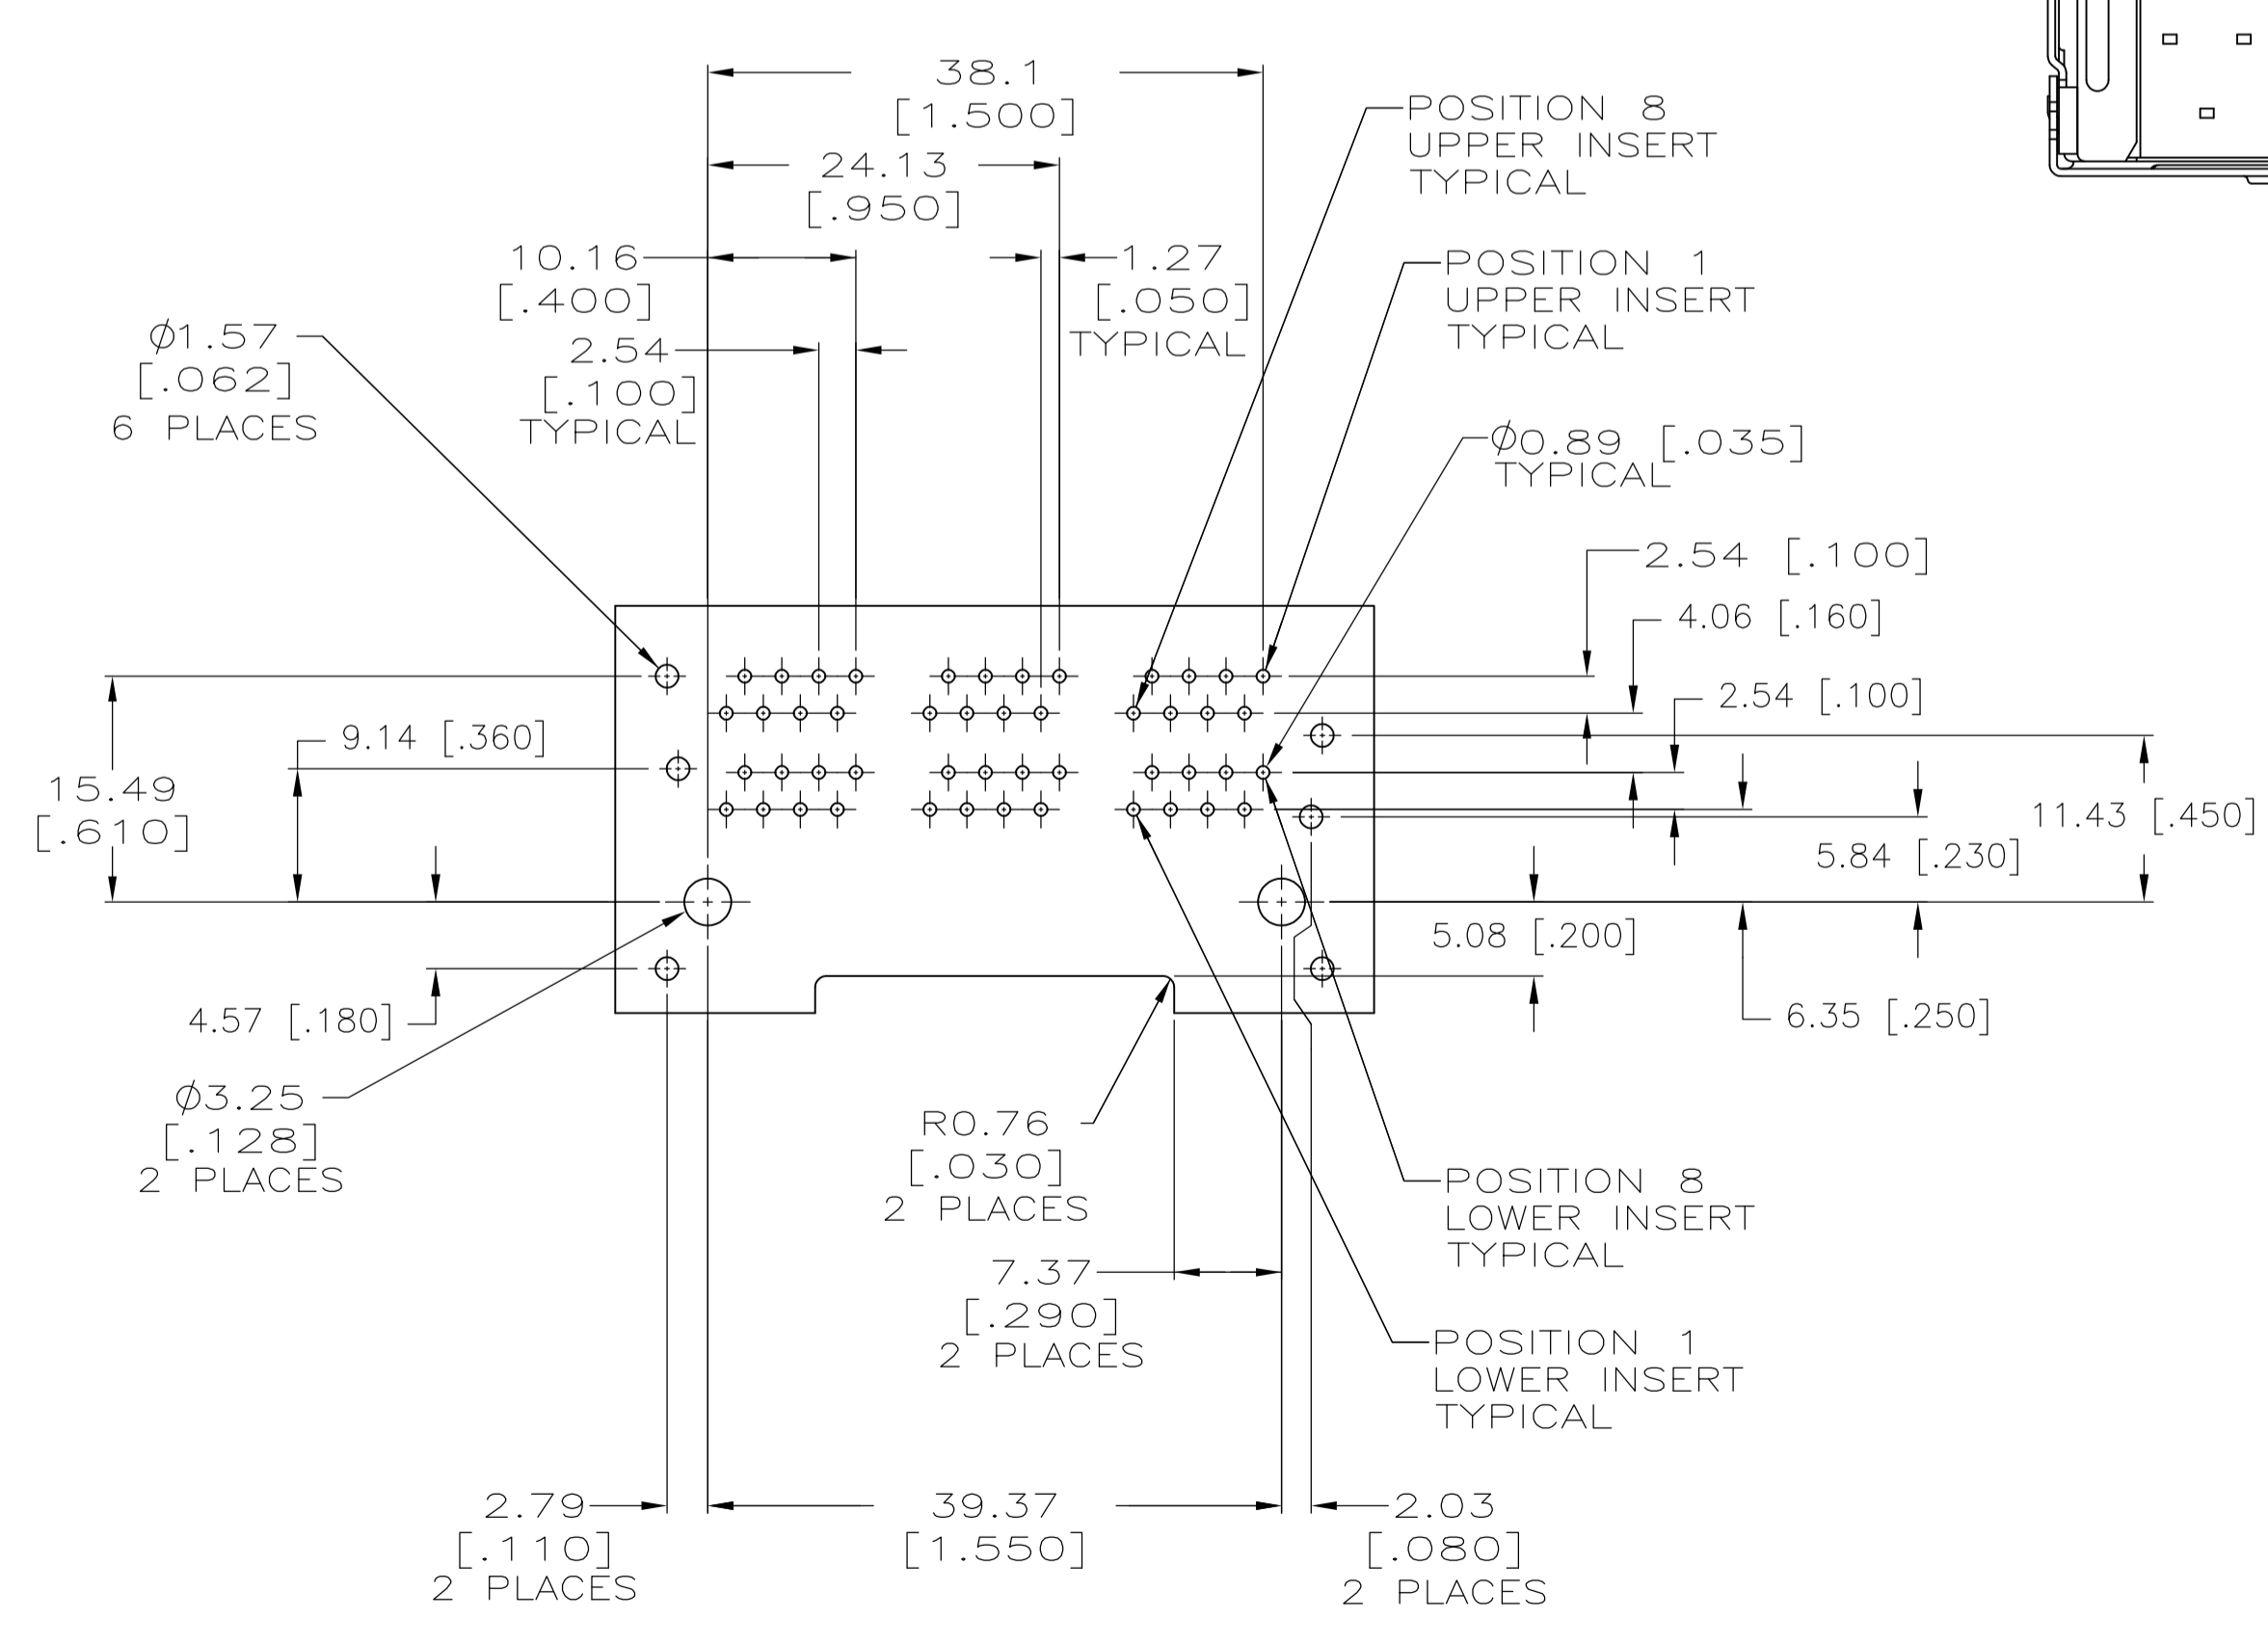 38.1
[1.500]
24.13
[.950]
10.16
[.400]
1.27
[.050]
TYPICAL
2.54
[.100]
TYPICAL
⌀1.57
[.062]
6 PLACES
POSITION 8
UPPER INSERT
TYPICAL
POSITION 1
UPPER INSERT
TYPICAL
⌀0.89 [.035]
TYPICAL
2.54 [.100]
4.06 [.160]
2.54 [.100]
9.14 [.360]
15.49
[.610]
11.43 [.450]
5.84 [.230]
5.08 [.200]
6.35 [.250]
4.57 [.180]
⌀3.25
[.128]
2 PLACES
R0.76
[.030]
2 PLACES
7.37
[.290]
2 PLACES
POSITION 8
LOWER INSERT
TYPICAL
POSITION 1
LOWER INSERT
TYPICAL
2.79
[.110]
2 PLACES
39.37
[1.550]
2.03
[.080]
2 PLACES